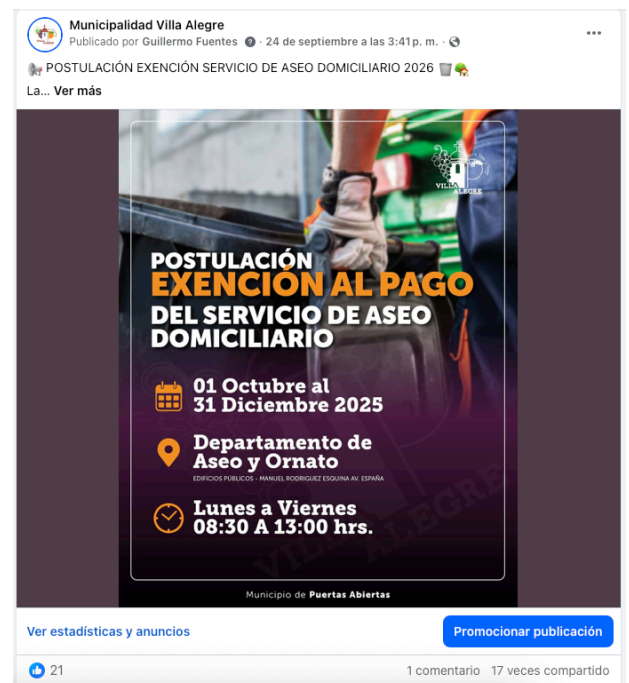 Municipalidad Villa Alegre
Publicado por Guillermo Fuentes · 24 de septiembre a las 3:41 p. m. ·
POSTULACIÓN EXENCIÓN SERVICIO DE ASEO DOMICILIARIO 2026
La... Ver más
VILLA ALEGRE
POSTULACIÓN
EXENCIÓN AL PAGO
DEL SERVICIO DE ASEO
DOMICILIARIO
01 Octubre al
31 Diciembre 2025
Departamento de
Aseo y Ornato
EDIFICIOS PÚBLICOS - MANUEL RODRIGUEZ ESQUINA AV. ESPAÑA
Lunes a Viernes
08:30 A 13:00 hrs.
VILLA ALEGRE
Municipio de Puertas Abiertas
Ver estadísticas y anuncios
Promocionar publicación
21
1 comentario 17 veces compartido